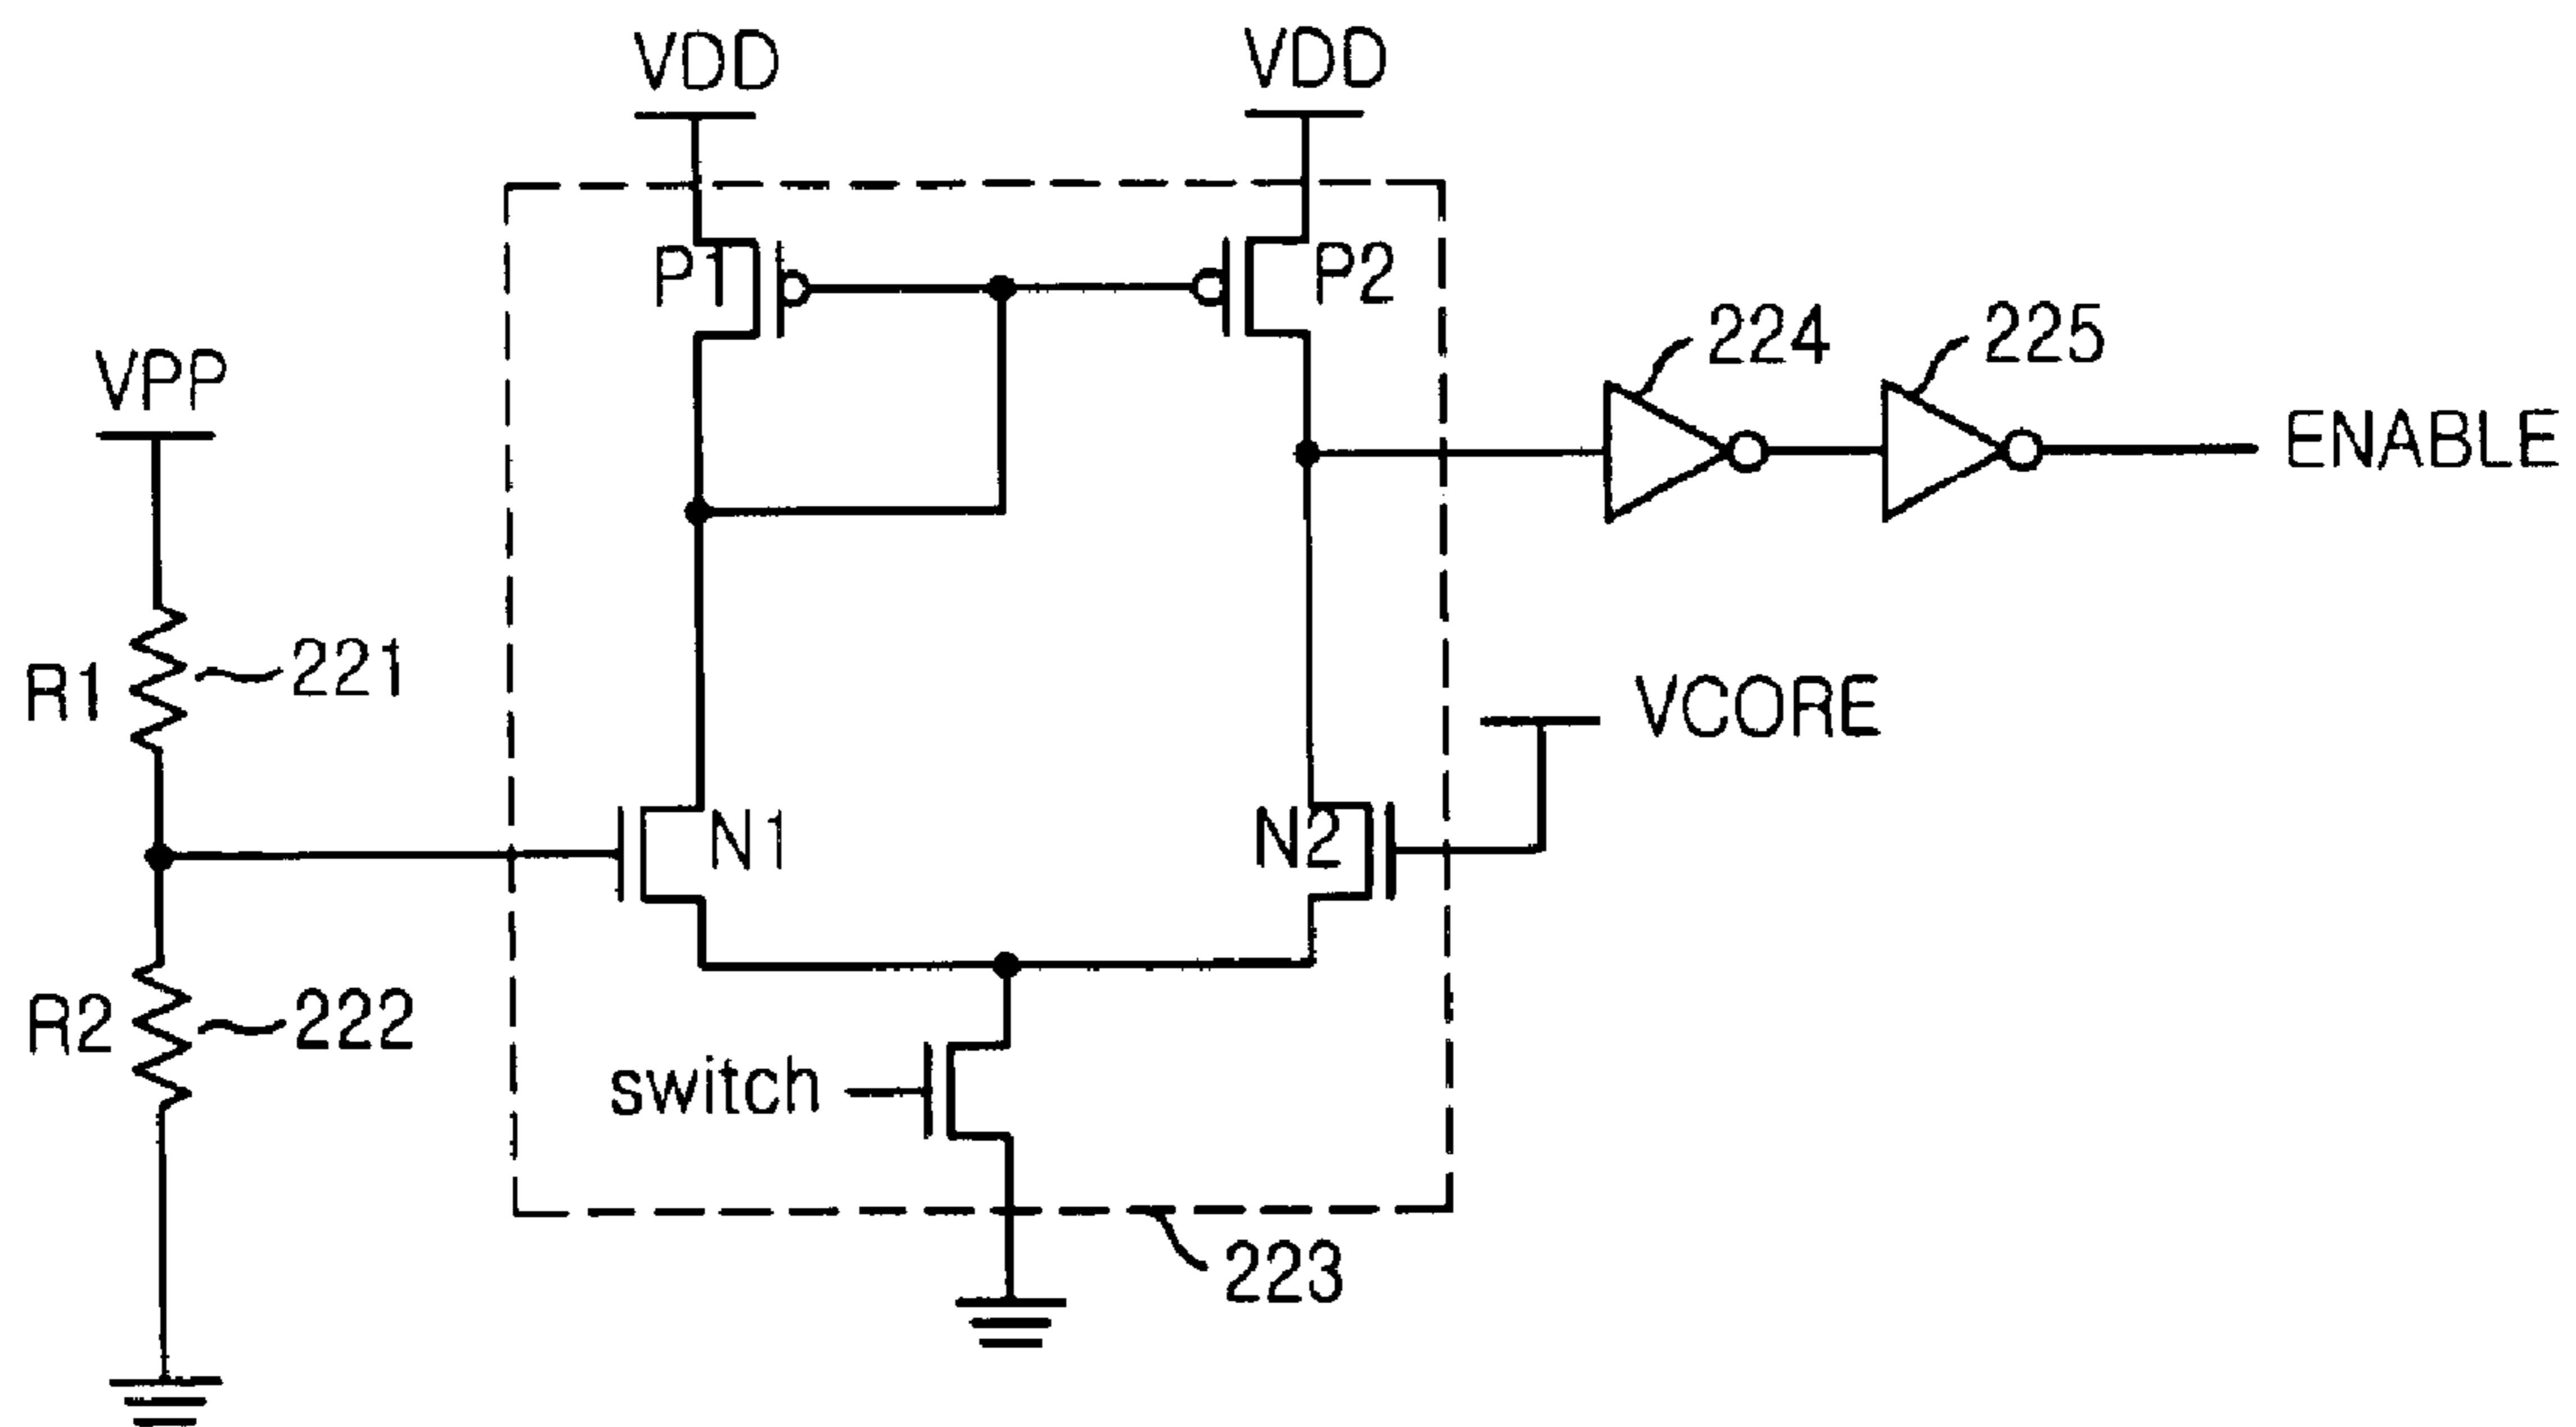 VDD
VDD
P1
P2
224
225
VPP
ENABLE
R1
221
VCORE
N1
N2
R2
222
switch
223